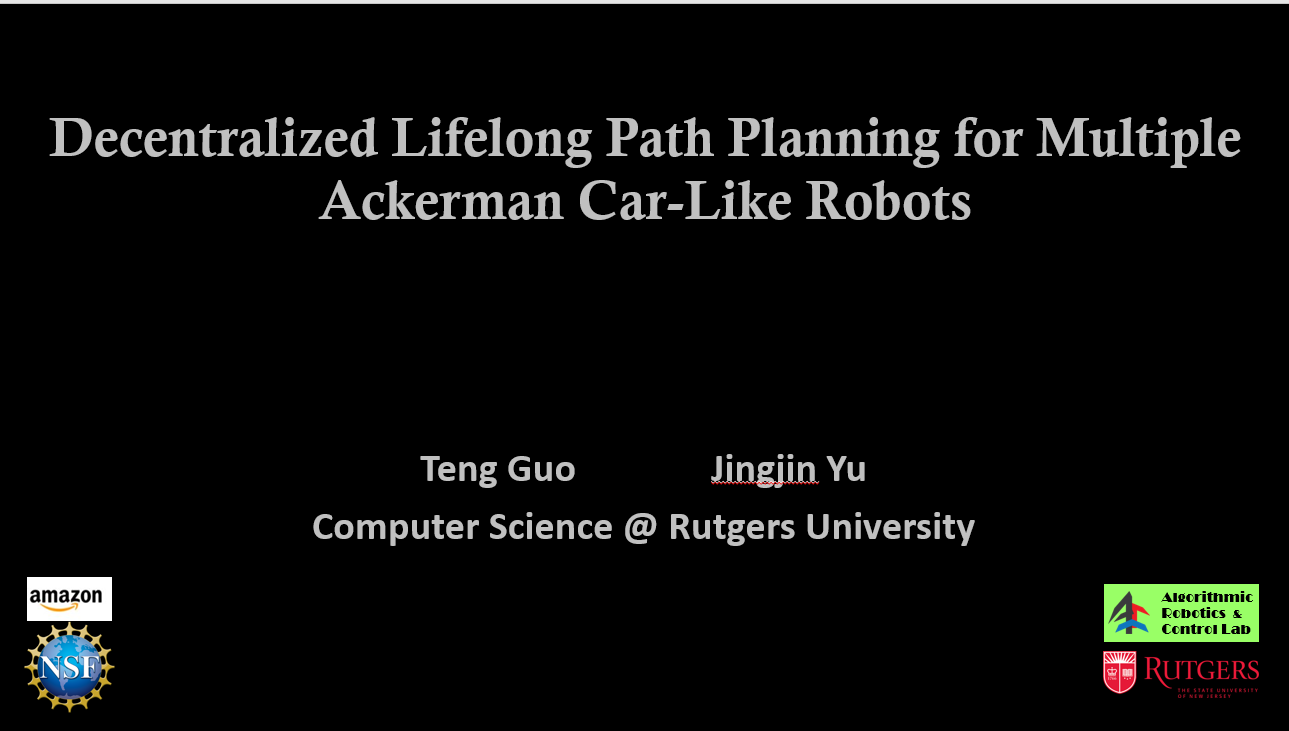 Decentralized Lifelong Path Planning for Multiple
Ackerman Car-Like Robots
Teng Guo Jingjin Yu
Computer Science @ Rutgers University
amazon
NSF
Algorithmic
Robotics &
Control Lab
RUTGERS
THE STATE UNIVERSITY
OF NEW JERSEY